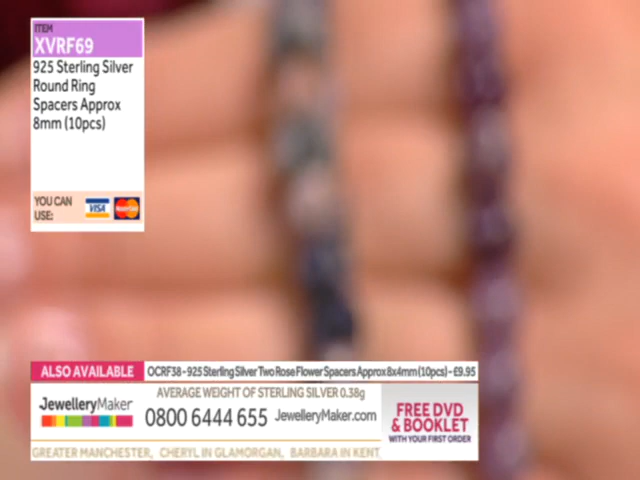 ITEM
XVRF69
925 Sterling Silver
Round Ring
Spacers Approx
8mm (10pcs)
YOU CAN
USE:
VISA
MasterCard
ALSO AVAILABLE
OCRF38 - 925 Sterling Silver Two Rose Flower Spacers Approx 8x4mm (10pcs) - £9.95
AVERAGE WEIGHT OF STERLING SILVER 0.38g
JewelleryMaker
0800 6444 655
JewelleryMaker.com
FREE DVD
& BOOKLET
WITH YOUR FIRST ORDER
GREATER MANCHESTER, CHERYL IN GLAMORGAN, BARBARA IN KENT